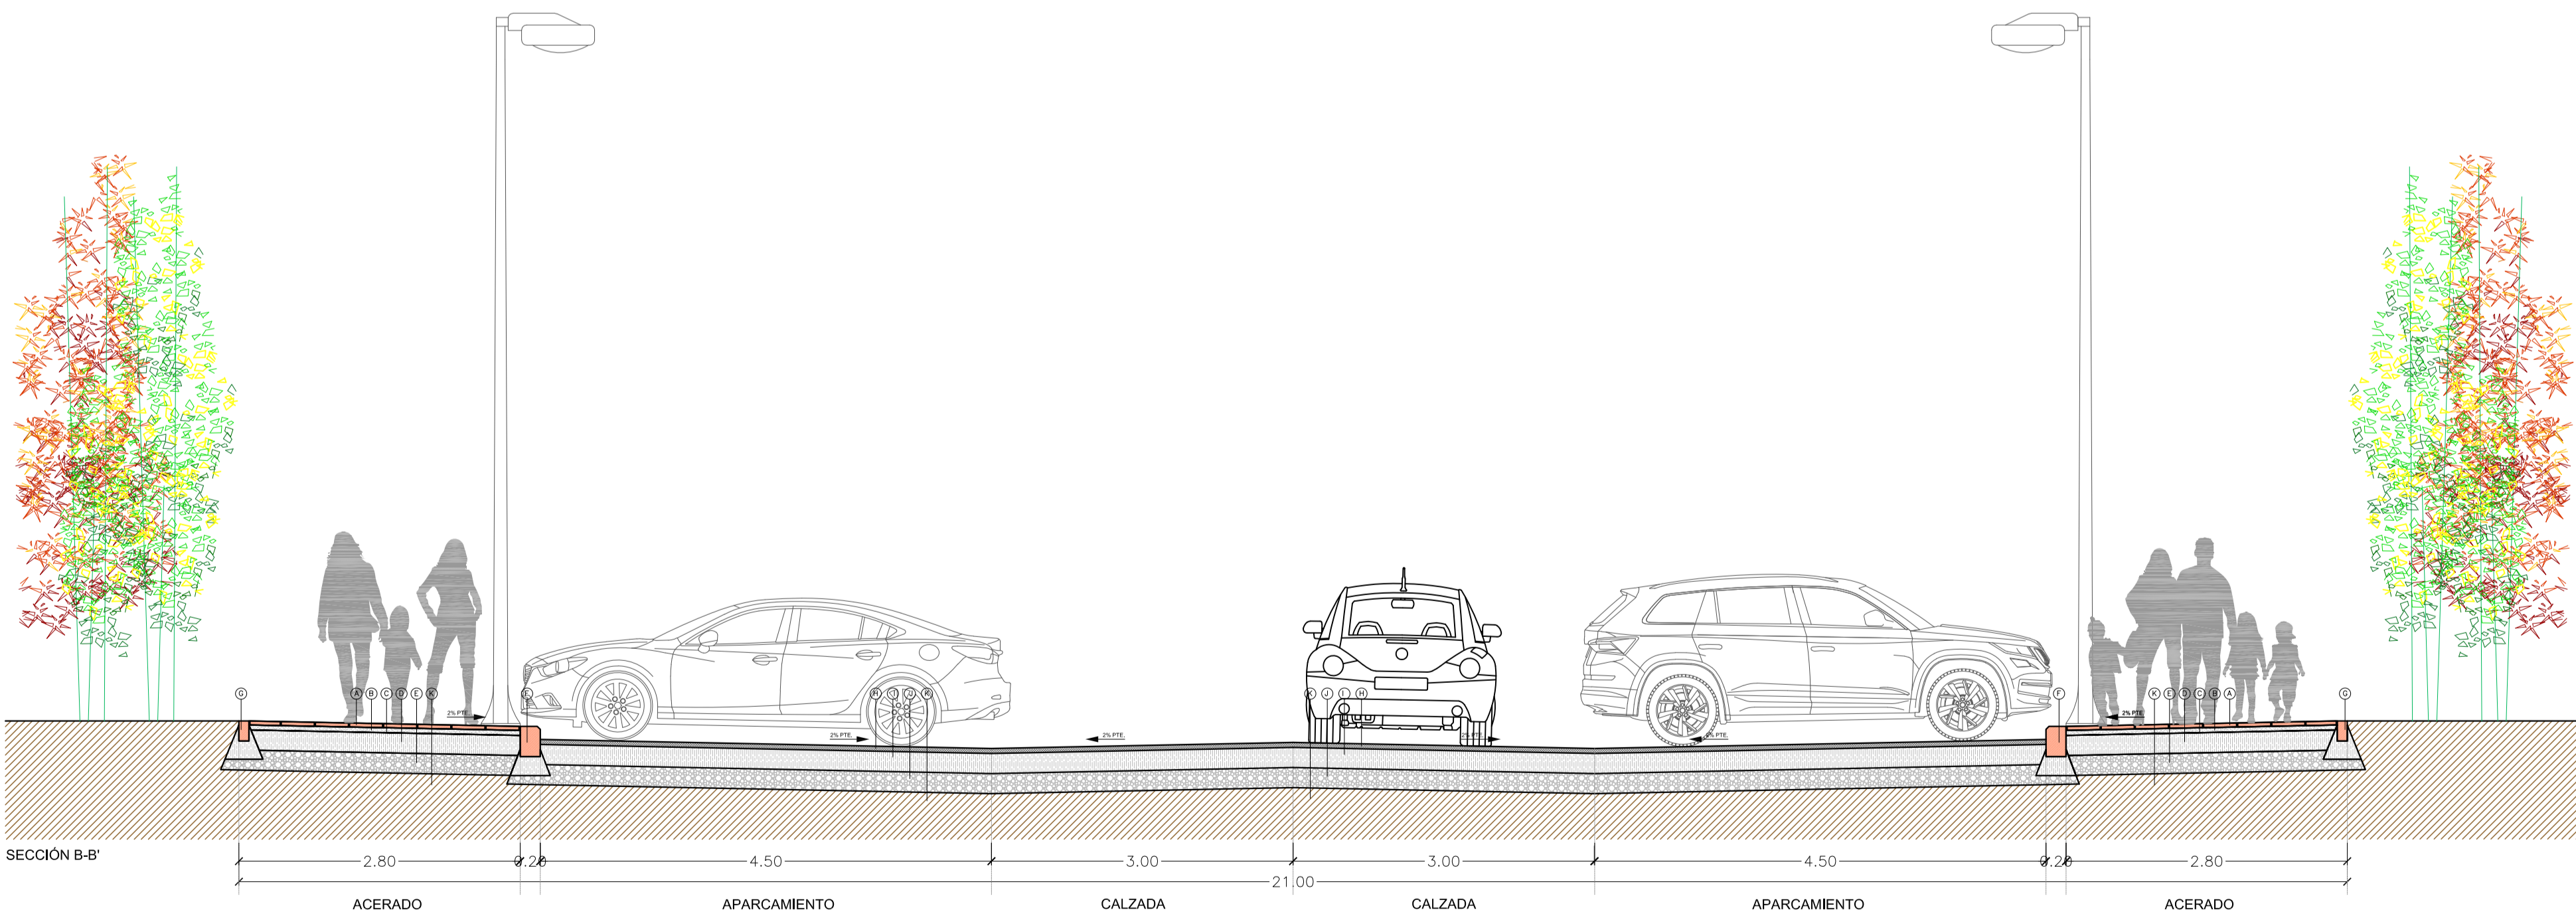 G A B C D E K F H I J K K J I H F K E D C B A G
2% PTE. 2% PTE. 2% PTE. 2% PTE. 2% PTE. 2% PTE.
SECCIÓN B-B'
2.80 0.20 4.50 3.00 3.00 4.50 0.20 2.80
21.00
ACERADO APARCAMIENTO CALZADA CALZADA APARCAMIENTO ACERADO